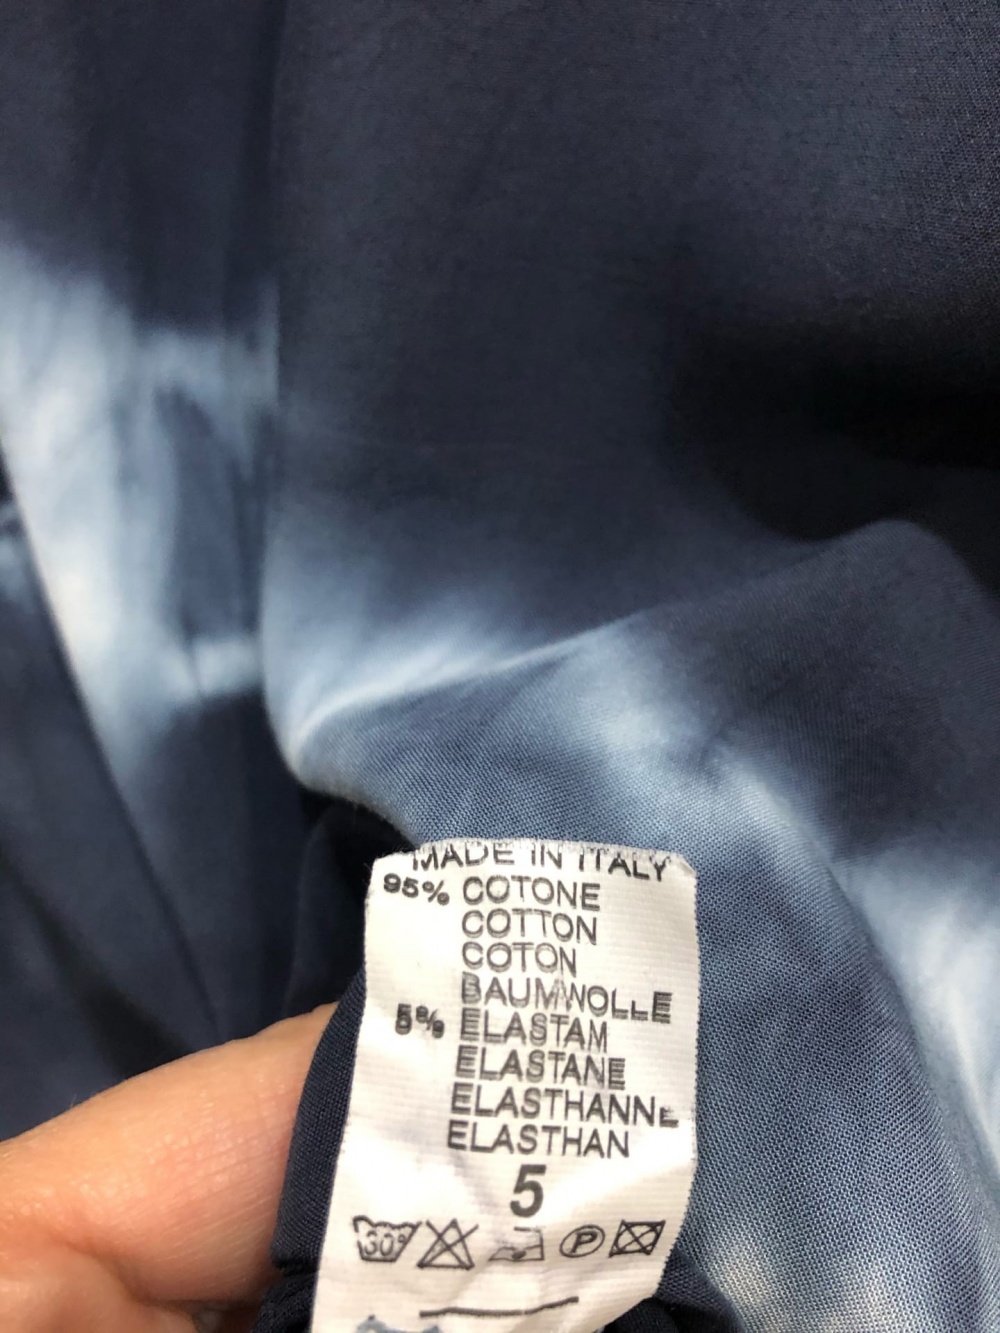 MADE IN ITALY
95% COTONE
COTTON
COTON
BAUMWOLLE
5% ELASTAM
ELASTANE
ELASTHANNE
ELASTHAN
5
30° P